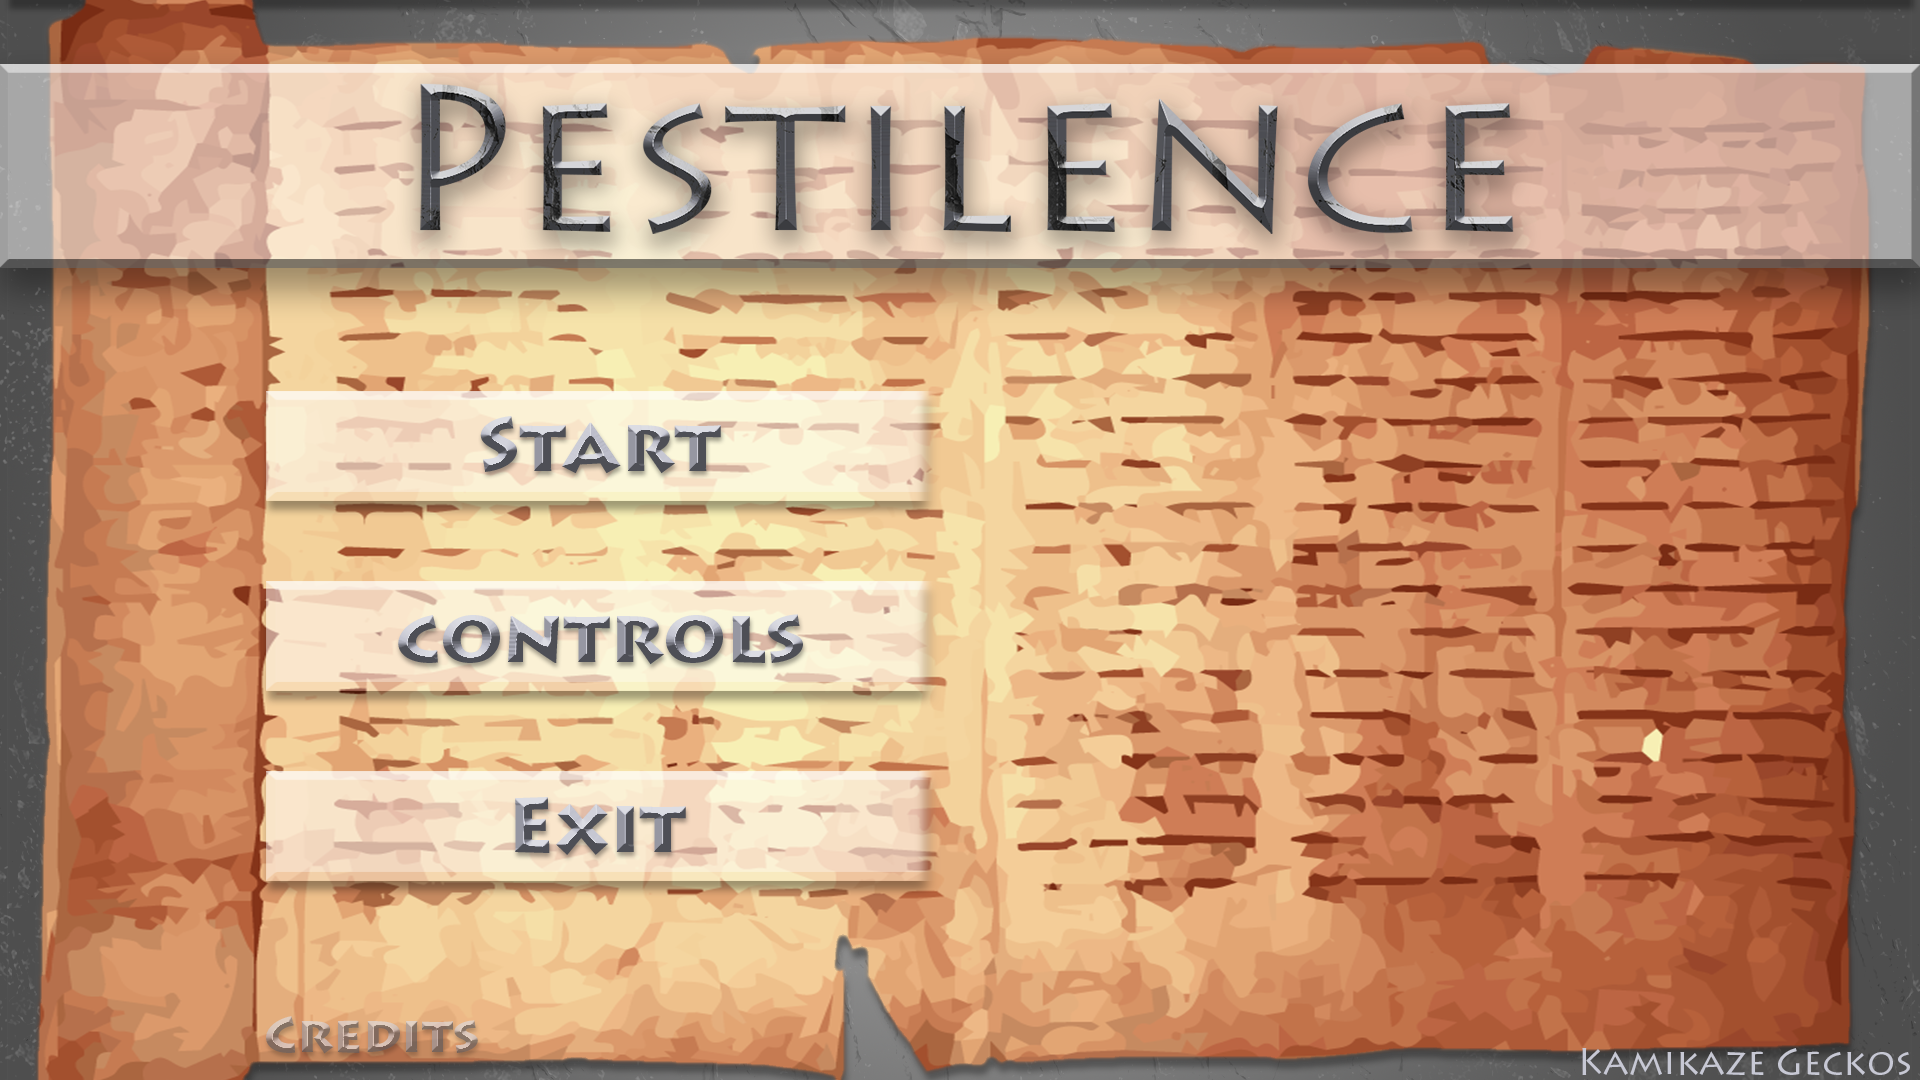 Pestilence
Start
Controls
Exit
Credits
Kamikaze Geckos